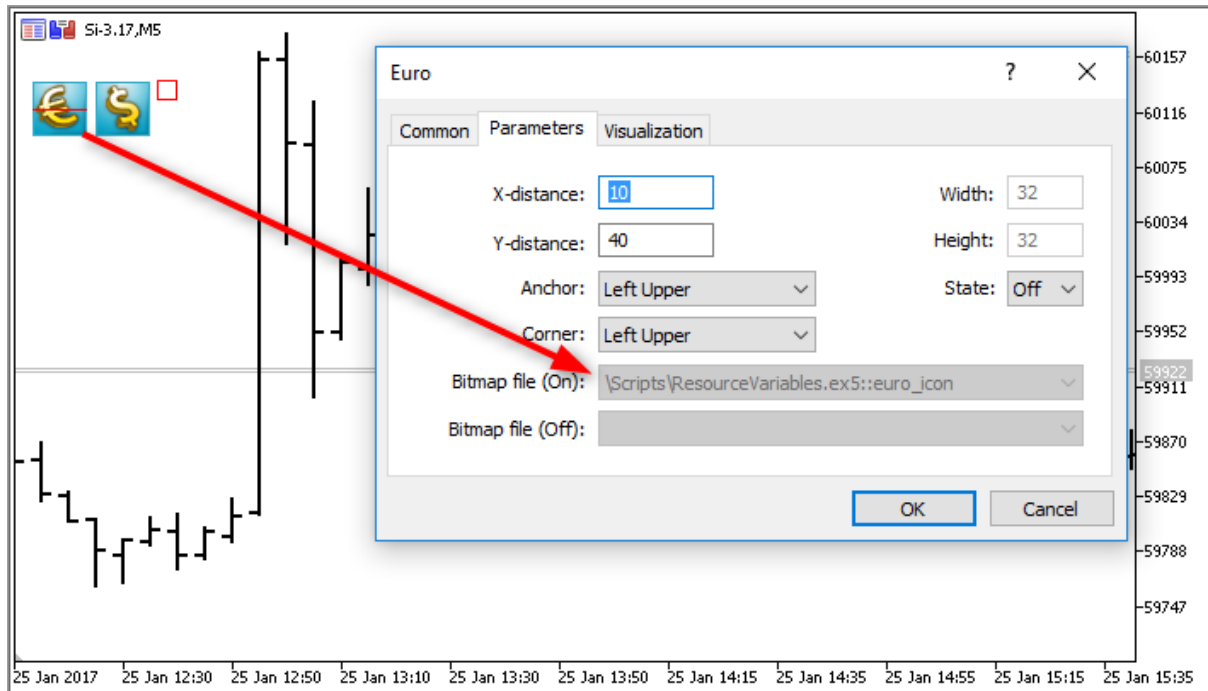 Si-3.17,M5
Euro
?
Common Parameters Visualization
X-distance: 10 Width: 32
Y-distance: 40 Height: 32
Anchor: Left Upper State: Off
Corner: Left Upper
Bitmap file (On): \Scripts\ResourceVariables.ex5::euro_icon
Bitmap file (Off):
OK Cancel
60157
60116
60075
60034
59993
59952
59922
59911
59870
59829
59788
59747
25 Jan 2017 25 Jan 12:30 25 Jan 12:50 25 Jan 13:10 25 Jan 13:30 25 Jan 13:50 25 Jan 14:15 25 Jan 14:35 25 Jan 14:55 25 Jan 15:15 25 Jan 15:35